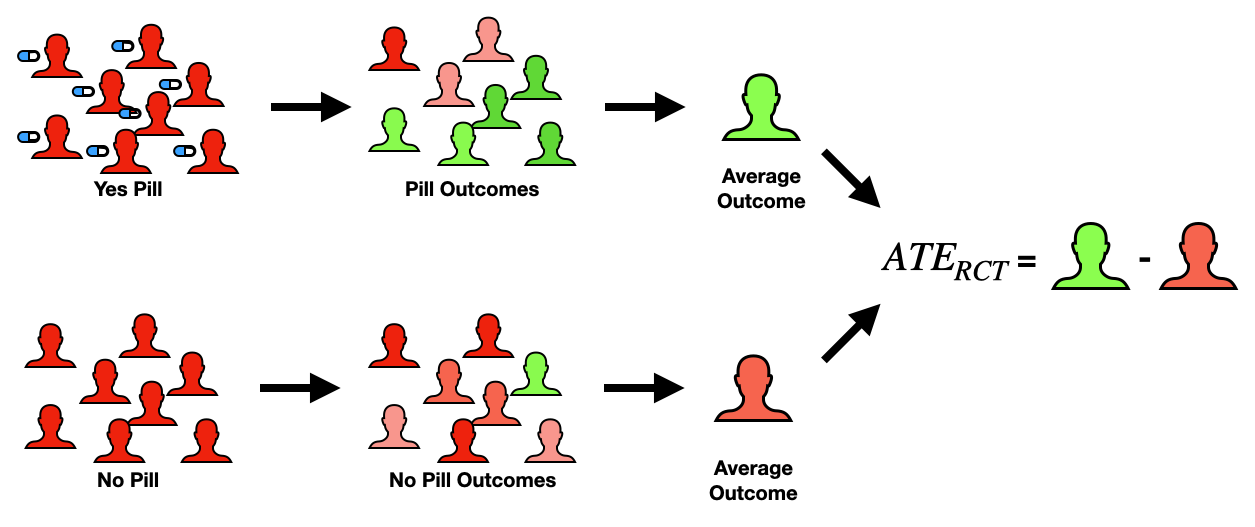 Yes Pill
Pill Outcomes
Average
Outcome
ATE_RCT = -
No Pill
No Pill Outcomes
Average
Outcome